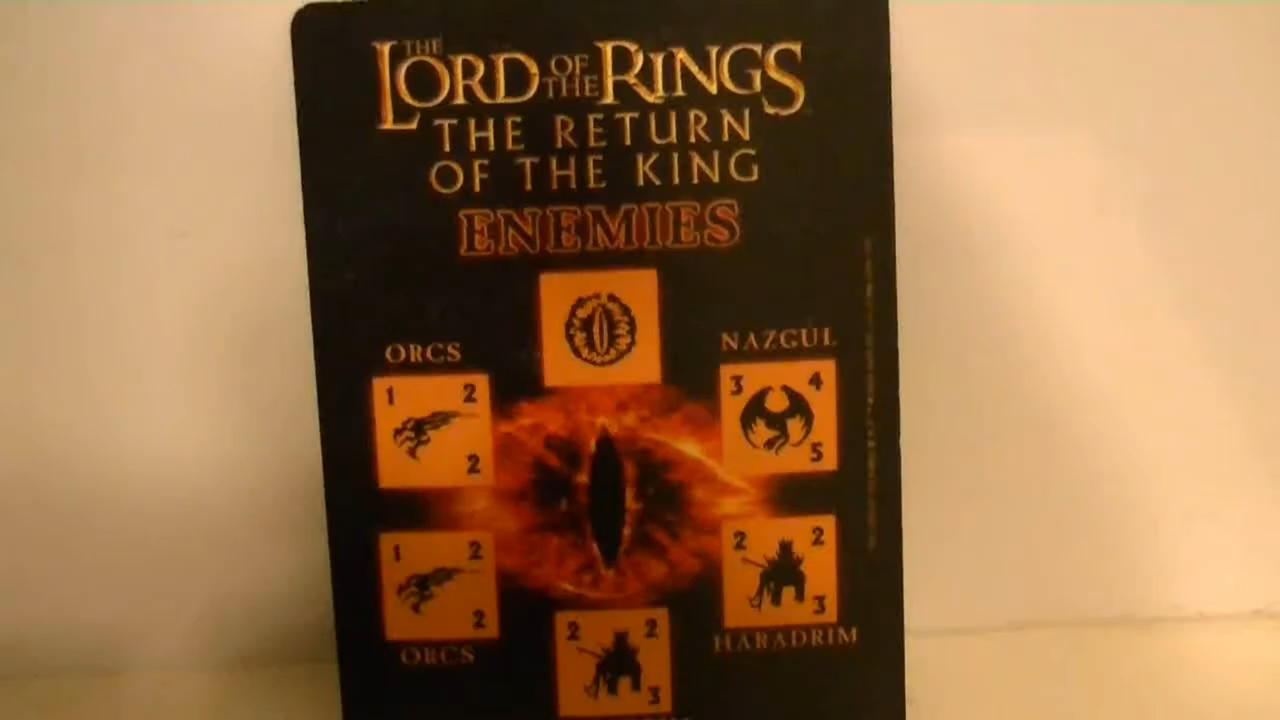 THE LORD OF THE RINGS
THE RETURN
OF THE KING
ENEMIES
ORCS
NAZGUL
1 2
2
3 4
5
1 2
2
2 2
3
ORCS
HARADRIM
2 2
3